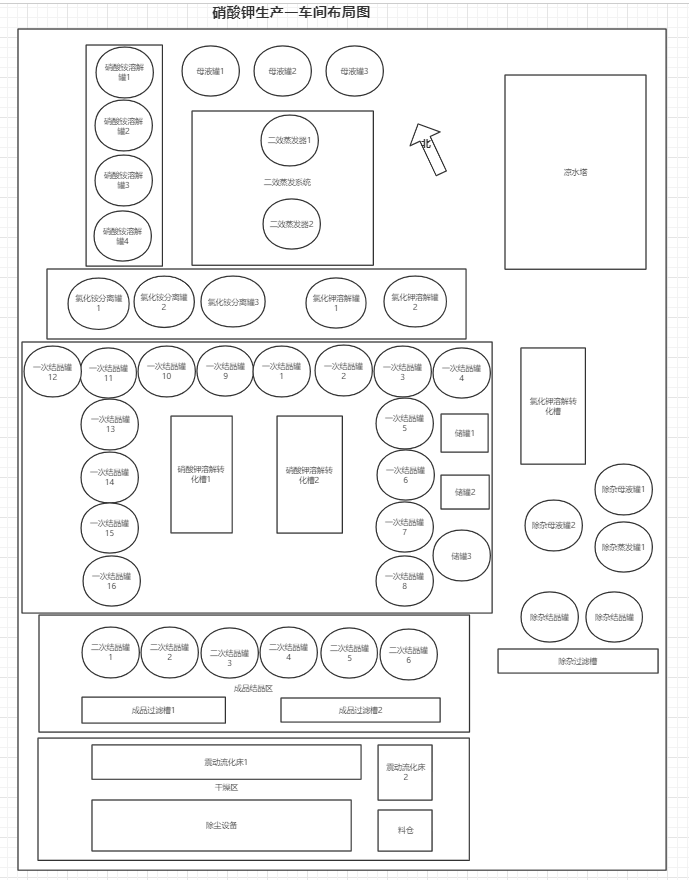 硝酸钾生产一车间布局图
硝酸铵溶解
罐1
母液罐1
母液罐2
母液罐3
硝酸铵溶解
罐2
硝酸铵溶解
罐3
硝酸铵溶解
罐4
二效蒸发器1
二效蒸发系统
二效蒸发器2
北
凉水塔
氯化铵分离罐
1
氯化铵分离罐
2
氯化铵分离罐3
氯化钾溶解罐
1
氯化钾溶解罐
2
一次结晶罐
12
一次结晶罐
11
一次结晶罐
10
一次结晶罐
9
一次结晶罐
1
一次结晶罐
2
一次结晶罐
3
一次结晶罐
4
一次结晶罐
13
一次结晶罐
14
一次结晶罐
15
一次结晶罐
16
硝酸钾溶解转
化槽1
硝酸钾溶解转
化槽2
一次结晶罐
5
一次结晶罐
6
一次结晶罐
7
一次结晶罐
8
储罐1
储罐2
储罐3
氯化钾溶解转
化槽
除杂母液罐1
除杂母液罐2
除杂蒸发罐1
除杂结晶罐
除杂结晶罐
除杂过滤槽
二次结晶罐
1
二次结晶罐
2
二次结晶罐
3
二次结晶罐
4
二次结晶罐
5
二次结晶罐
6
成品结晶区
成品过滤槽1
成品过滤槽2
震动流化床1
震动流化床
2
干燥区
除尘设备
料仓